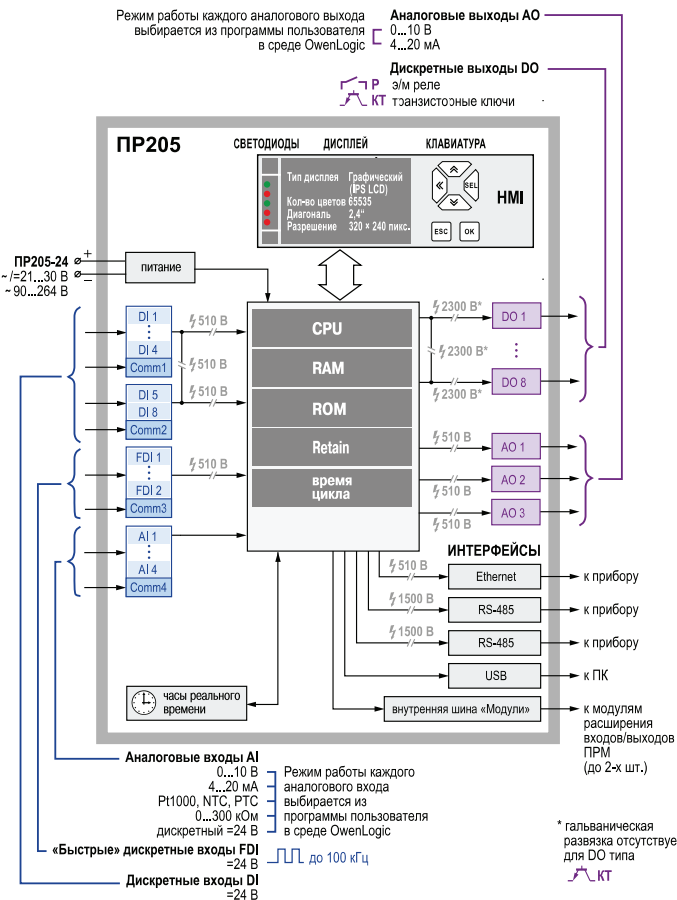 Режим работы каждого аналогового выхода
выбирается из программы пользователя
в среде OwenLogic
Аналоговые выходы AO
0...10 В
4...20 мА
Дискретные выходы DO
Р э/м реле
КТ транзисторные ключи
ПР205
СВЕТОДИОДЫ ДИСПЛЕЙ КЛАВИАТУРА
Тип дисплея Графический
(IPS LCD)
Кол-во цветов 65535
Диагональ 2,4"
Разрешение 320 × 240 пикс.
SEL
ESC OK
HMI
ПР205-24
~/=21...30 В
~ 90...264 В
+
–
питание
DI 1
DI 4
Comm1
DI 5
DI 8
Comm2
FDI 1
FDI 2
Comm3
AI 1
AI 4
Comm4
510 В
510 В
510 В
510 В
CPU
RAM
ROM
Retain
время
цикла
2300 В*
2300 В*
2300 В*
DO 1
DO 8
510 В
510 В
510 В
AO 1
AO 2
AO 3
ИНТЕРФЕЙСЫ
510 В Ethernet к прибору
1500 В RS-485 к прибору
1500 В RS-485 к прибору
USB к ПК
внутренняя шина «Модули»
к модулям
расширения
входов/выходов
ПРМ
(до 2-х шт.)
часы реального
времени
Аналоговые входы AI
0...10 В
4...20 мА
Pt1000, NTC, PTC
0...300 кОм
дискретный =24 В
Режим работы каждого
аналогового входа
выбирается из
программы пользователя
в среде OwenLogic
«Быстрые» дискретные входы FDI
=24 В
до 100 кГц
Дискретные входы DI
=24 В
* гальваническая
развязка отсутствуе
для DO типа
КТ